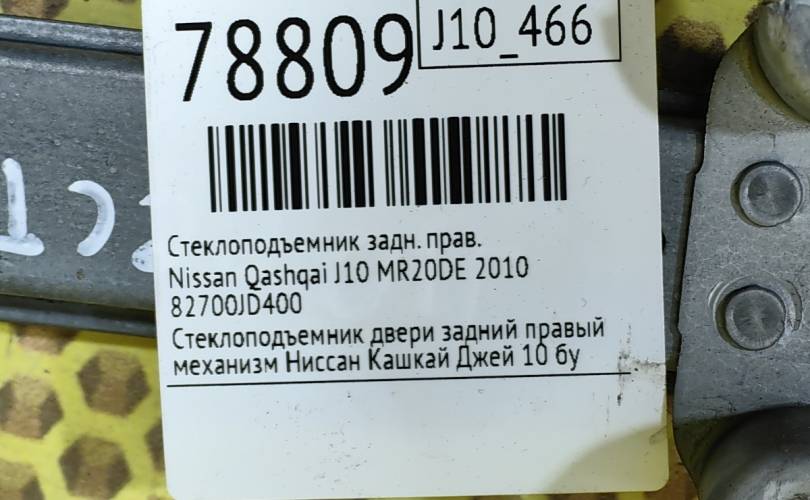 78809
J10_466
Стеклоподъемник задн. прав.
Nissan Qashqai J10 MR20DE 2010
82700JD400
Стеклоподъемник двери задний правый
механизм Ниссан Кашкай Джей 10 бу